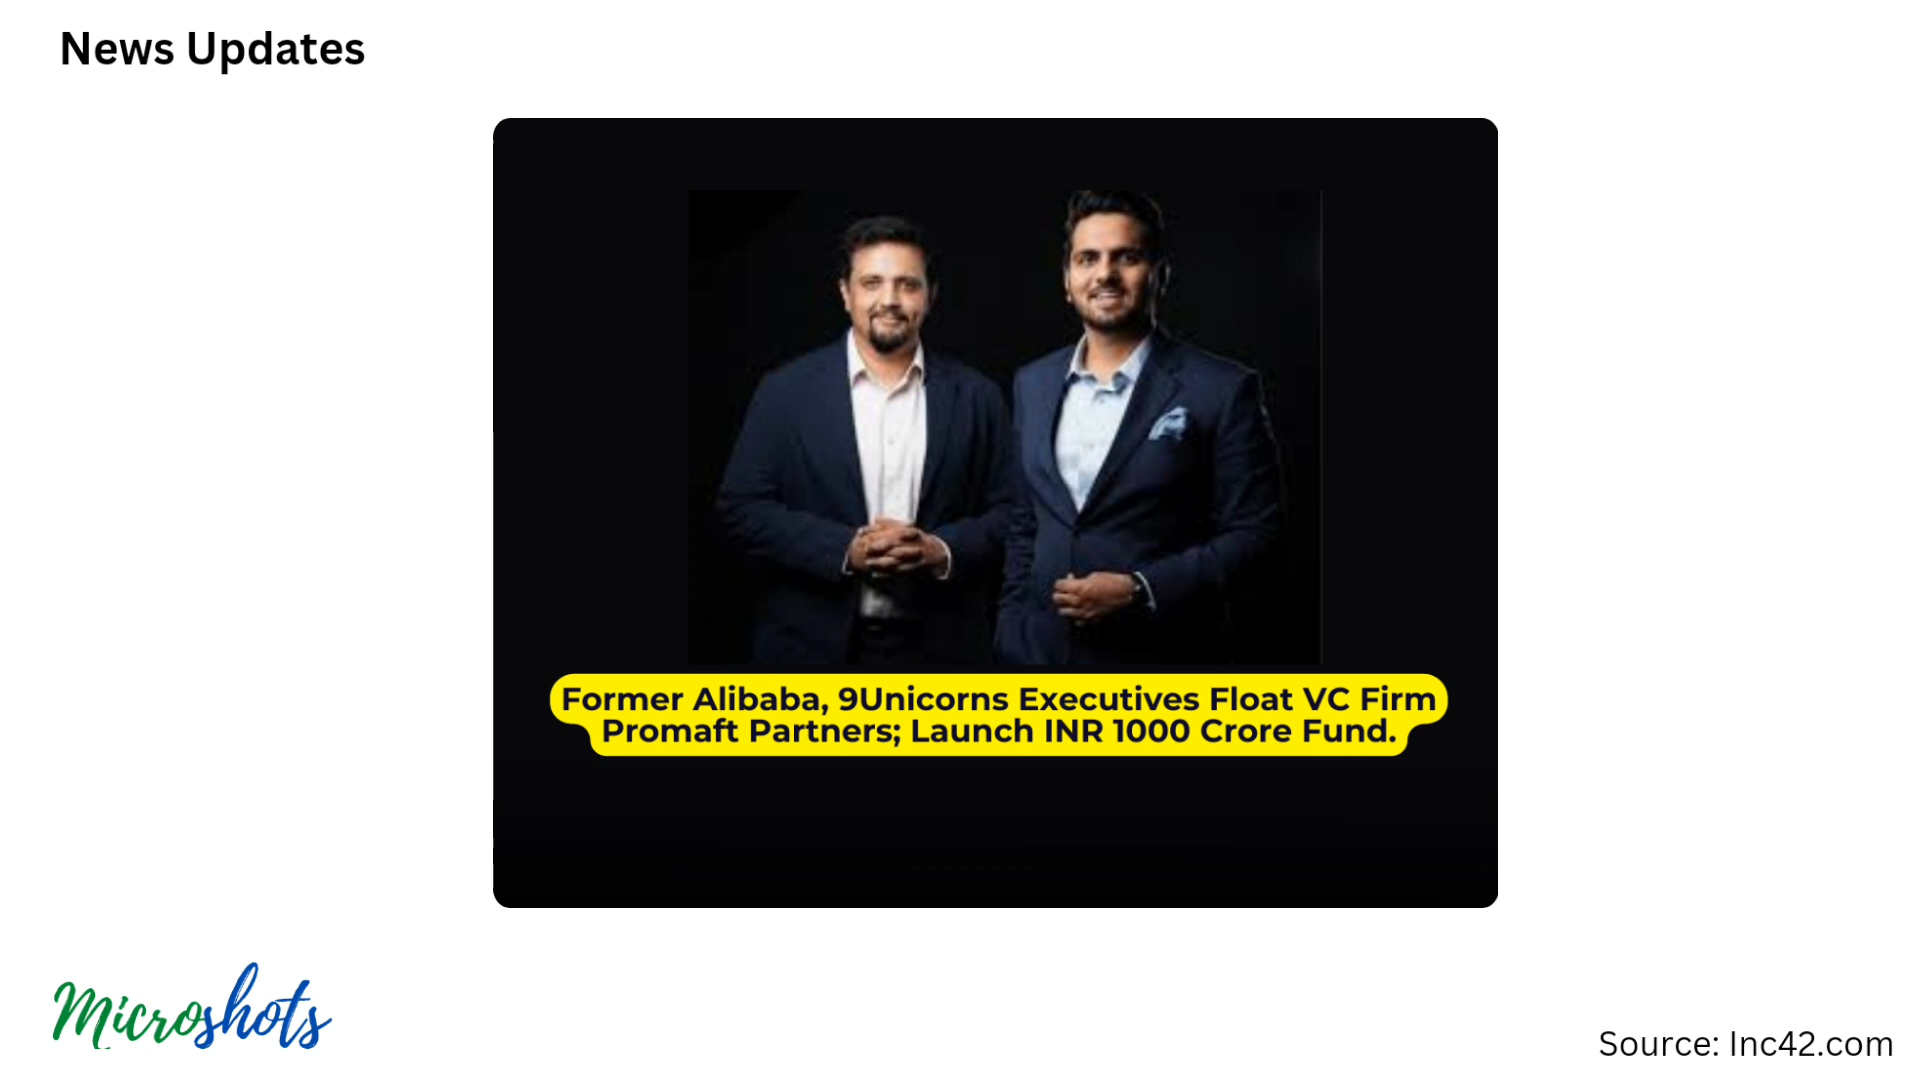 News Updates
Former Alibaba, 9Unicorns Executives Float VC Firm
Promaft Partners; Launch INR 1000 Crore Fund.
Microshots
Source: Inc42.com